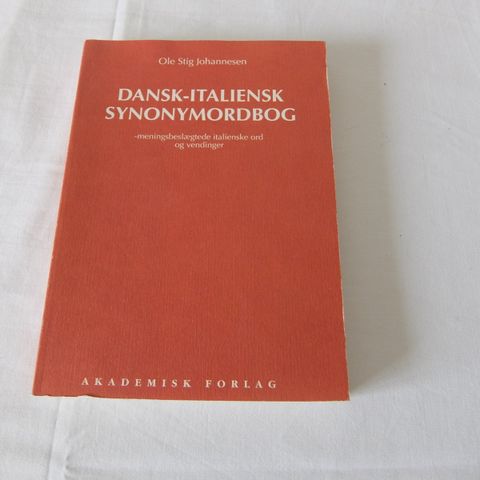 Ole Stig Johannesen
DANSK-ITALIENSK
SYNONYMORDBOG
-meningsbeslægtede italienske ord
og vendinger
AKADEMISK FORLAG